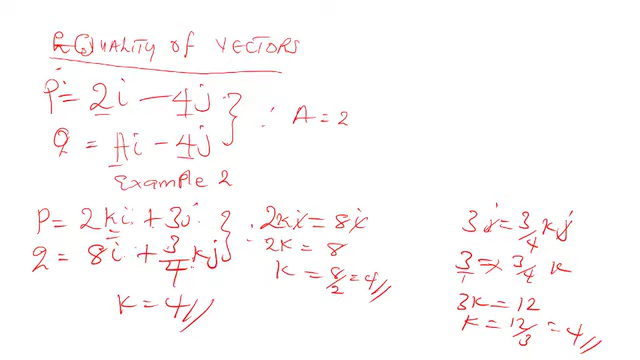 EQUALITY of VECTORS
P = 2i − 4j
Q = Ai − 4j
∴ A = 2
Example 2
P = 2ki + 3j
2 = 8i + 3/4 kj
K = 4//
∴ 2ki = 8i
2K = 8
K = 8/2 = 4//
3j = 3/4 kj
3/1 = 3/4 k
3K = 12
K = 12/3 = 4//